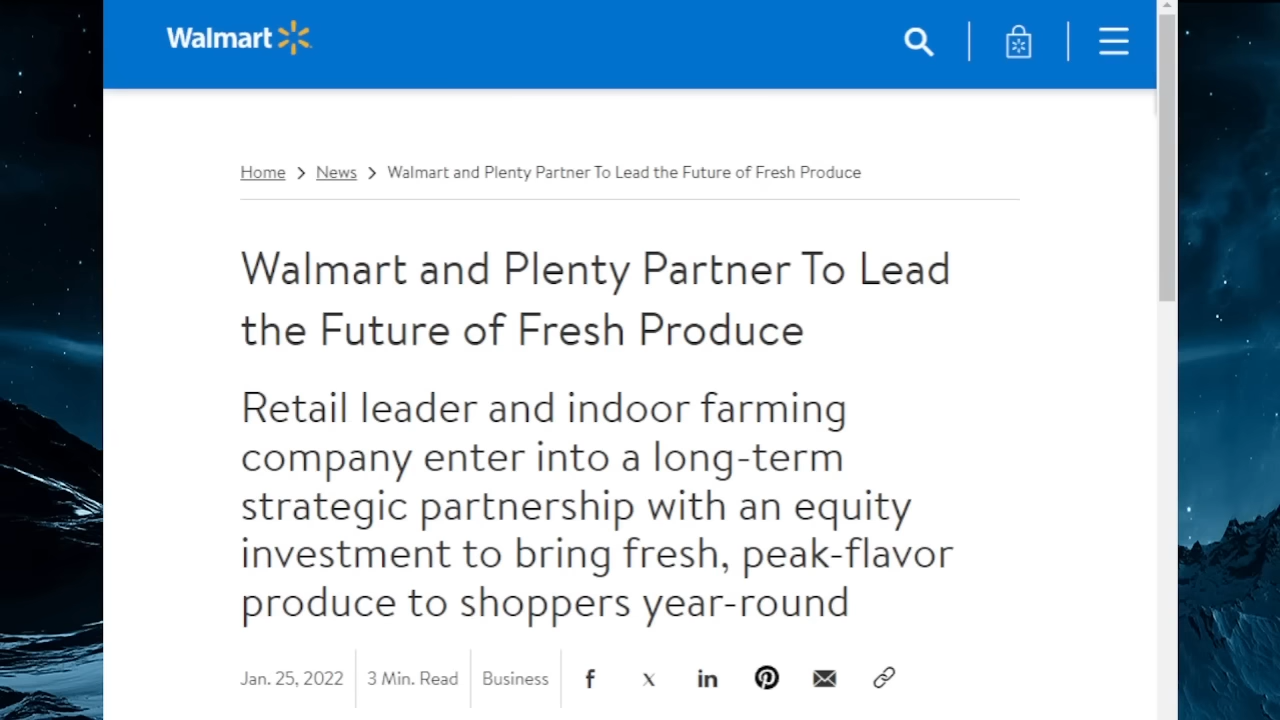 Walmart
Home > News > Walmart and Plenty Partner To Lead the Future of Fresh Produce
Walmart and Plenty Partner To Lead
the Future of Fresh Produce
Retail leader and indoor farming
company enter into a long-term
strategic partnership with an equity
investment to bring fresh, peak-flavor
produce to shoppers year-round
Jan. 25, 2022 3 Min. Read Business